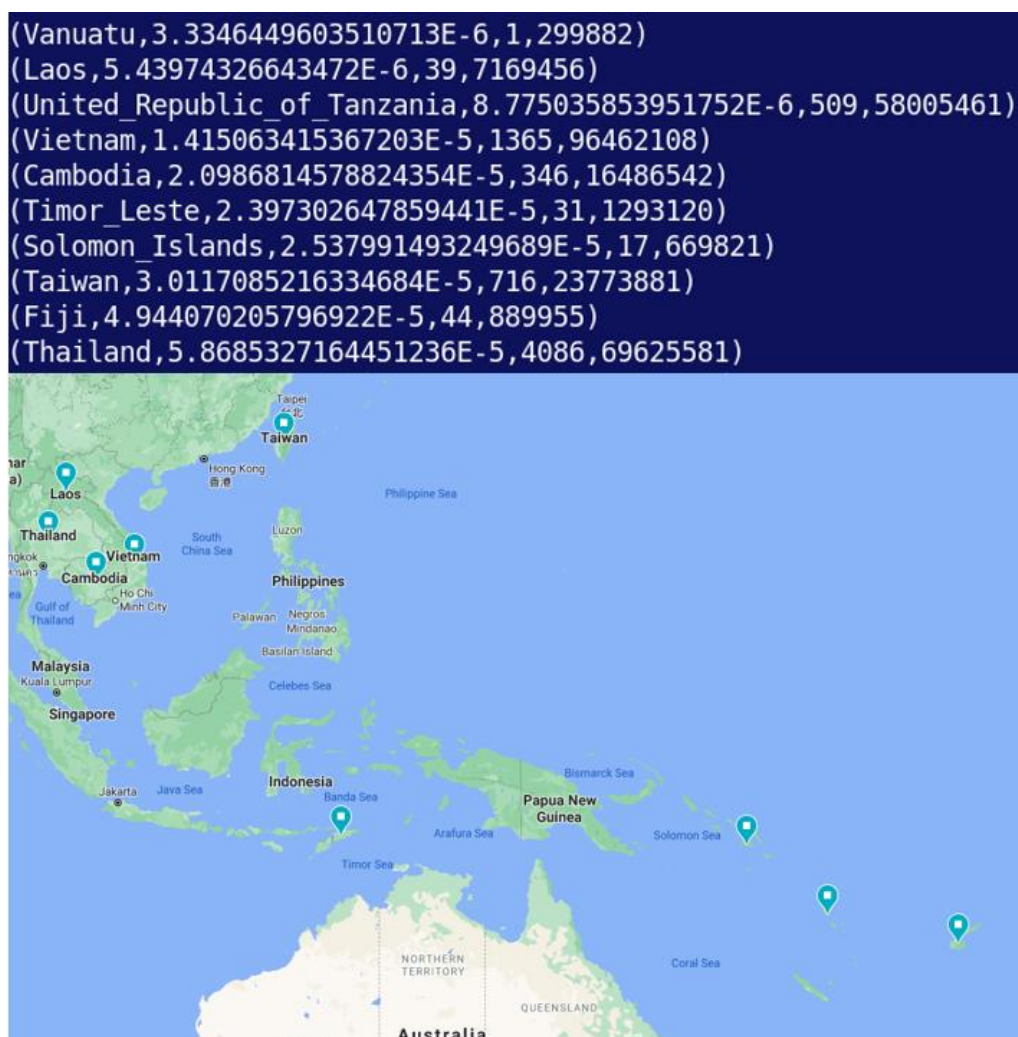 (Vanuatu,3.3346449603510713E-6,1,299882)
(Laos,5.43974326643472E-6,39,7169456)
(United_Republic_of_Tanzania,8.775035853951752E-6,509,58005461)
(Vietnam,1.415063415367203E-5,1365,96462108)
(Cambodia,2.0986814578824354E-5,346,16486542)
(Timor_Leste,2.397302647859441E-5,31,1293120)
(Solomon_Islands,2.537991493249689E-5,17,669821)
(Taiwan,3.0117085216334684E-5,716,23773881)
(Fiji,4.944070205796922E-5,44,889955)
(Thailand,5.8685327164451236E-5,4086,69625581)
Taipei
Taiwan
Hong Kong
香港
Laos
Philippine Sea
Thailand
Luzon
South
China Sea
Vietnam
Cambodia
Philippines
Ho Chi
Minh City
Gulf of
Thailand
Palawan
Negros
Mindanao
Basilan Island
Malaysia
Kuala Lumpur
Celebes Sea
Singapore
Bismarck Sea
Indonesia
Jakarta
Java Sea
Banda Sea
Papua New
Guinea
Arafura Sea
Solomon Sea
Timor Sea
NORTHERN
TERRITORY
Coral Sea
QUEENSLAND
Australia